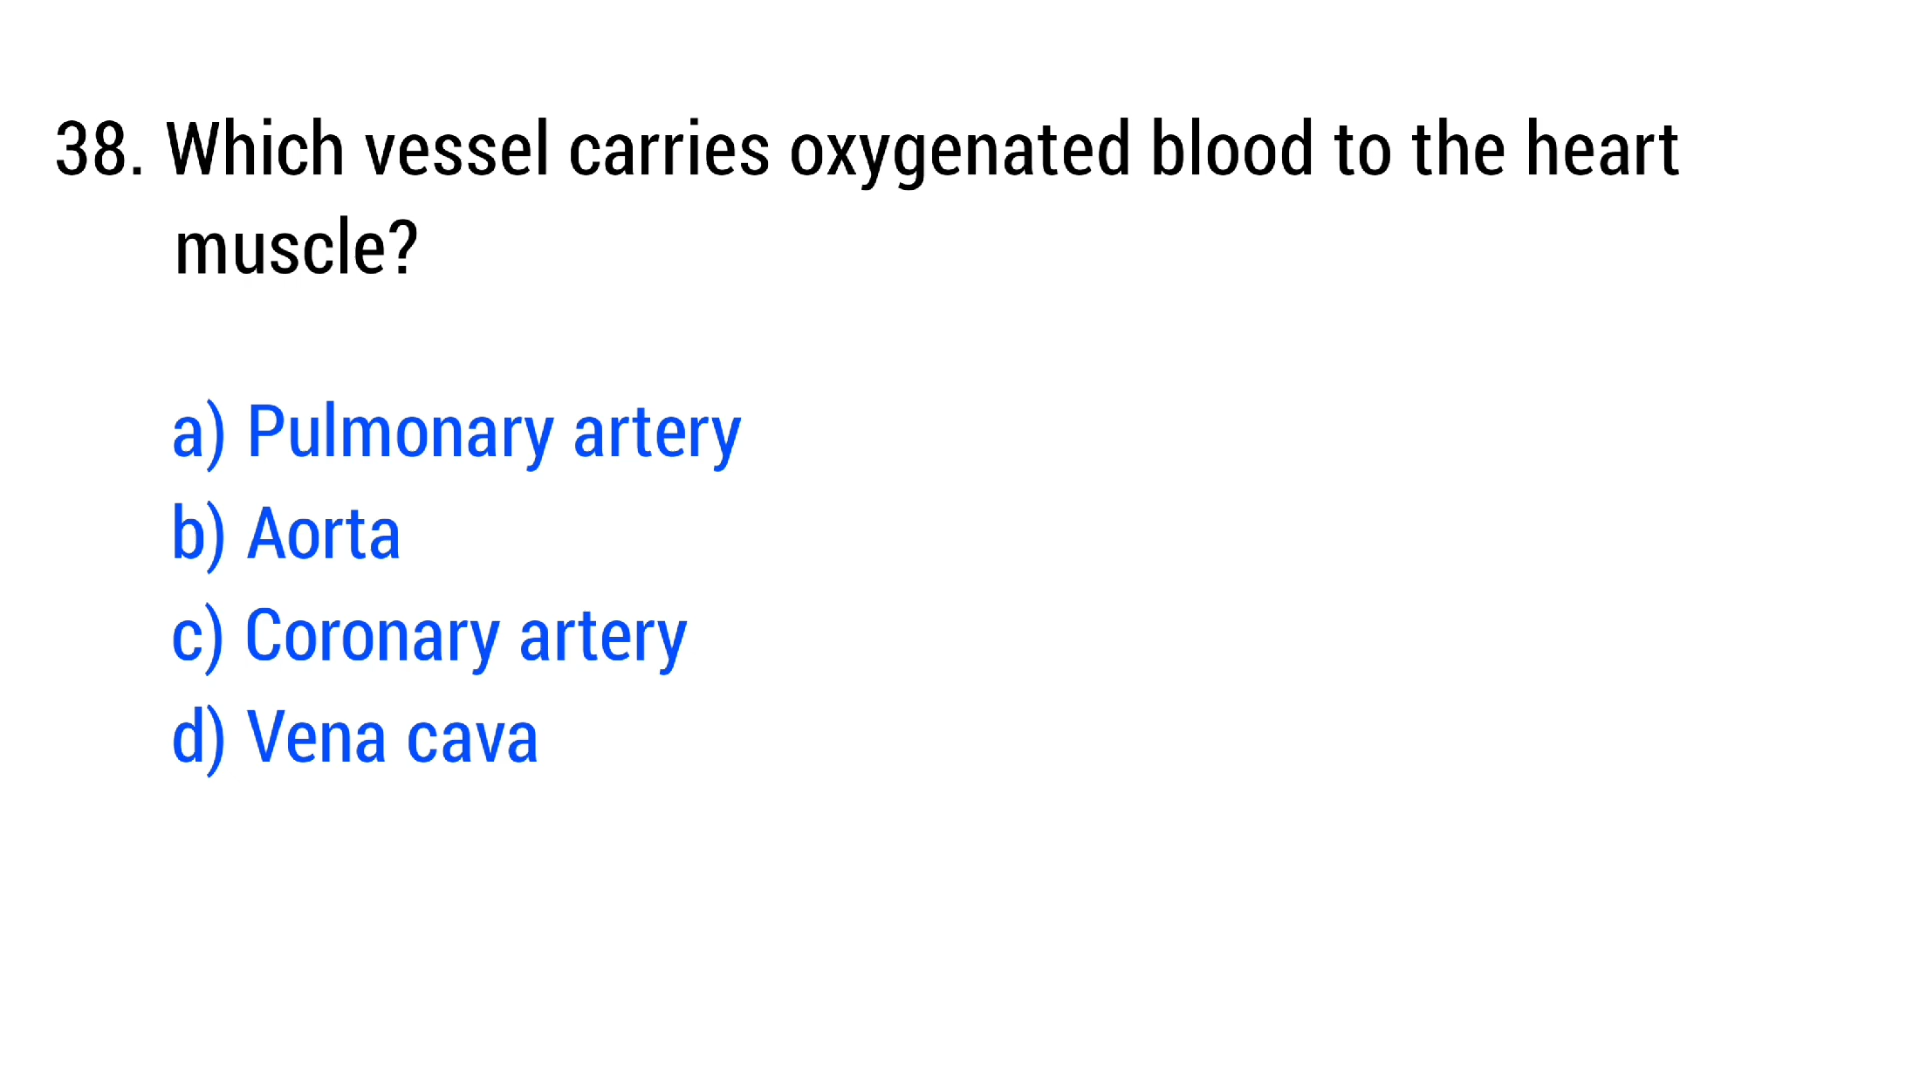 38. Which vessel carries oxygenated blood to the heart
muscle?
a) Pulmonary artery
b) Aorta
c) Coronary artery
d) Vena cava